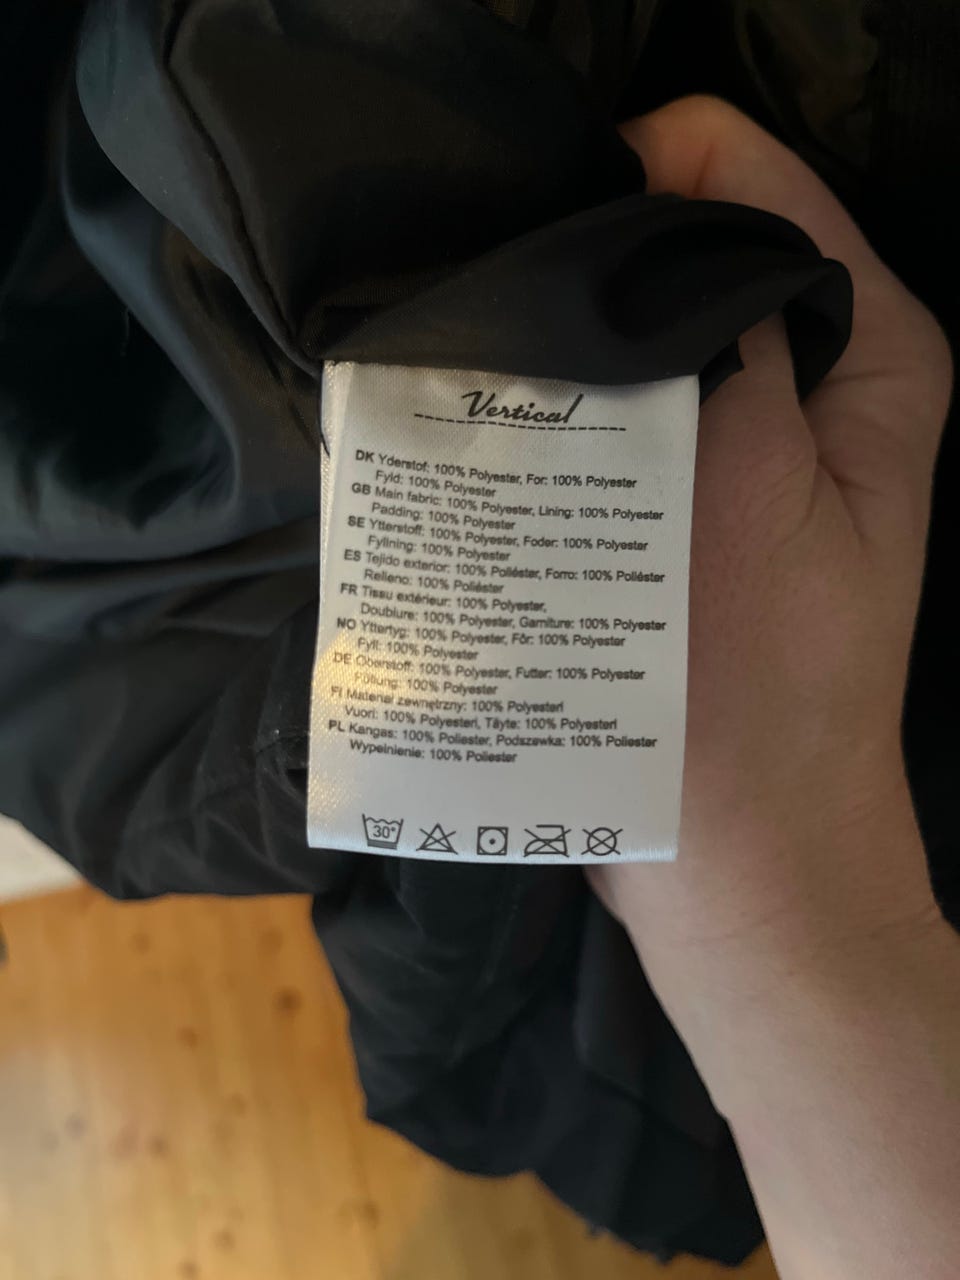 Vertical
DK Yderstof: 100% Polyester, For: 100% Polyester
Fyld: 100% Polyester
GB Main fabric: 100% Polyester, Lining: 100% Polyester
Padding: 100% Polyester
SE Ytterstoff: 100% Polyester, Foder: 100% Polyester
Fyllning: 100% Polyester
ES Tejido exterior: 100% Poliéster, Forro: 100% Poliéster
Relleno: 100% Poliéster
FR Tissu extérieur: 100% Polyester,
Doublure: 100% Polyester, Garniture: 100% Polyester
NO Yttertyg: 100% Polyester, Fôr: 100% Polyester
Fyll: 100% Polyester
DE Oberstoff: 100% Polyester, Futter: 100% Polyester
Füllung: 100% Polyester
FI Materiał zewnętrzny: 100% Polyesteri
Vuori: 100% Polyesteri, Täyte: 100% Polyesteri
PL Kangas: 100% Poliester, Podszewka: 100% Poliester
Wypełnienie: 100% Poliester
30°